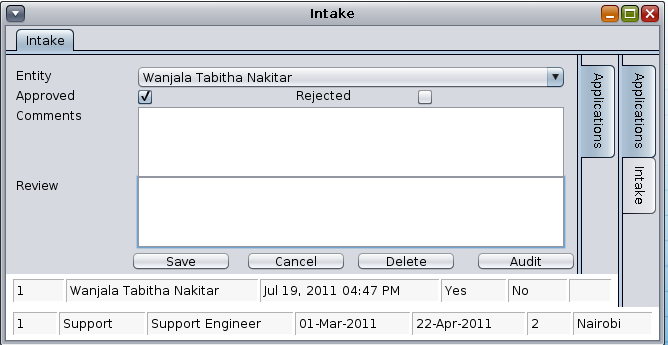 Intake
Intake
Entity Wanjala Tabitha Nakitar
Approved Rejected
Comments
Review
Save Cancel Delete Audit
Applications
Applications
Intake
1 Wanjala Tabitha Nakitar Jul 19, 2011 04:47 PM Yes No
1 Support Support Engineer 01-Mar-2011 22-Apr-2011 2 Nairobi